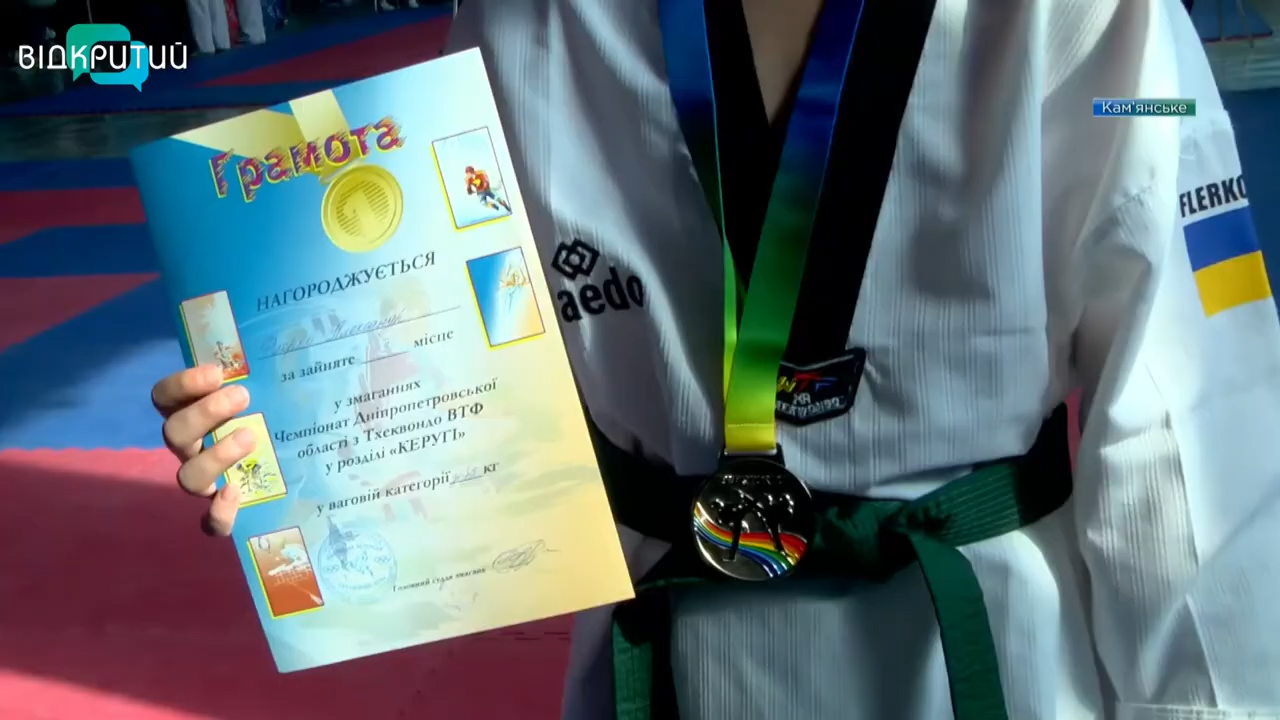 ВІДКРИТИЙ
Кам'янське
Грамота
НАГОРОДЖУЄТЬСЯ
за зайняте місце
у змаганнях
Чемпіонат Дніпропетровської
області з Тхеквондо ВТФ
у розділі «КЕРУГІ»
у ваговій категорії кг
Головний суддя змагань
aedo
WTF
FLERKO